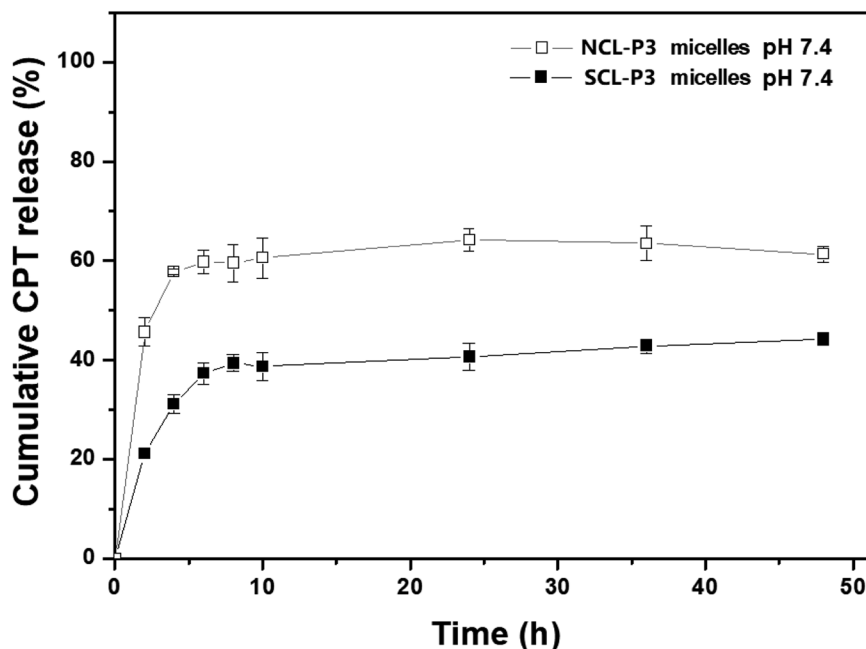 NCL-P3 micelles pH 7.4
SCL-P3 micelles pH 7.4
Cumulative CPT release (%)
100
80
60
40
20
0
0 10 20 30 40 50
Time (h)